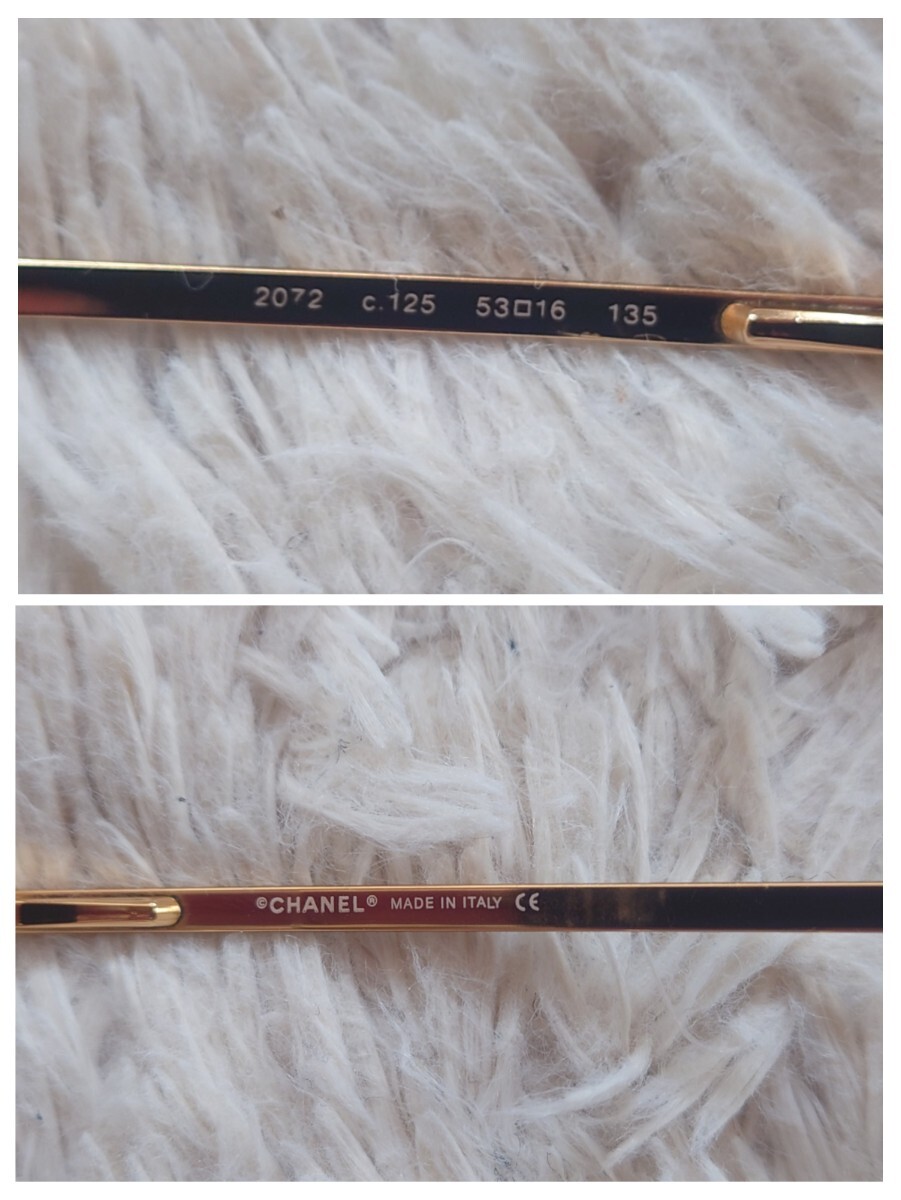 2072 c.125 53□16 135
©CHANEL® MADE IN ITALY CE